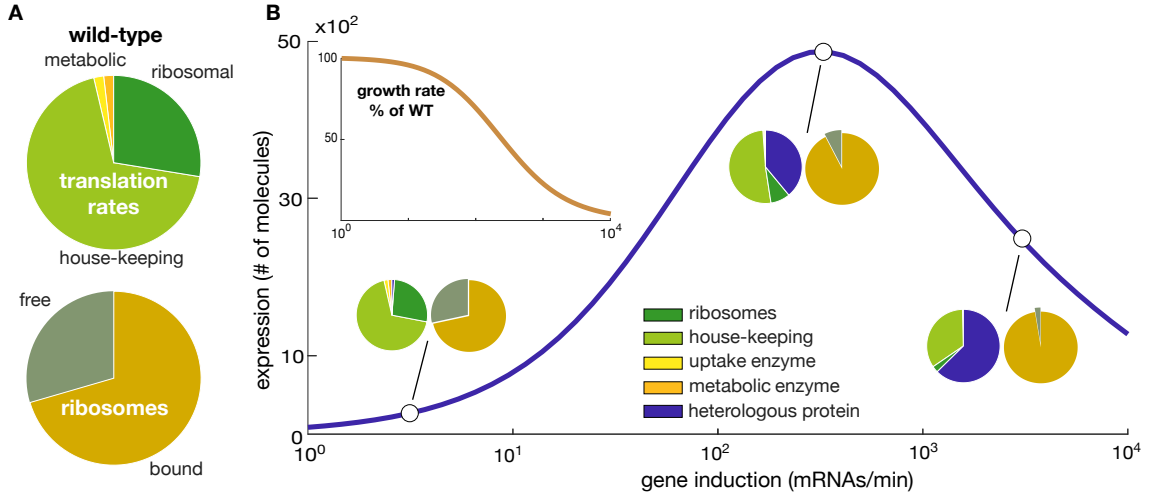 A
wild-type
metabolic
ribosomal
translation
rates
house-keeping
free
ribosomes
bound
B
x10²
50
30
10
0
expression (# of molecules)
100
50
growth rate
% of WT
10⁰
10⁴
ribosomes
house-keeping
uptake enzyme
metabolic enzyme
heterologous protein
10⁰
10¹
10²
10³
10⁴
gene induction (mRNAs/min)